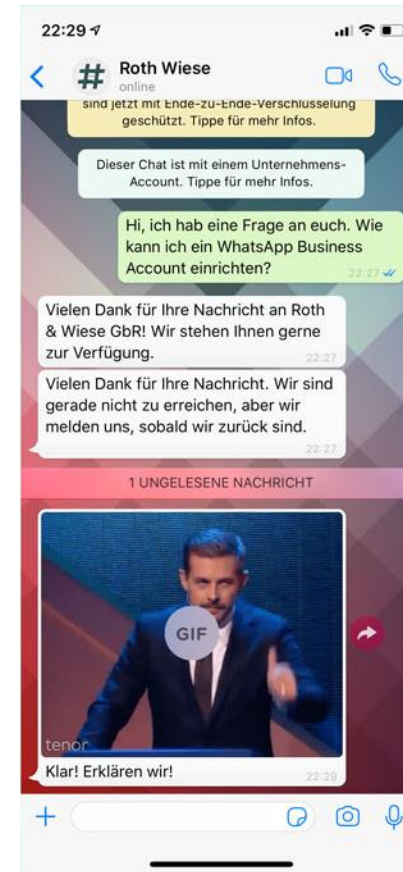 22:29
#
Roth Wiese
online
sind jetzt mit Ende-zu-Ende-Verschlüsselung
geschützt. Tippe für mehr Infos.
Dieser Chat ist mit einem Unternehmens-
Account. Tippe für mehr Infos.
Hi, ich hab eine Frage an euch. Wie
kann ich ein WhatsApp Business
Account einrichten?
22:27
Vielen Dank für Ihre Nachricht an Roth
& Wiese GbR! Wir stehen Ihnen gerne
zur Verfügung.
22:27
Vielen Dank für Ihre Nachricht. Wir sind
gerade nicht zu erreichen, aber wir
melden uns, sobald wir zurück sind.
22:27
1 UNGELESENE NACHRICHT
GIF
tenor
Klar! Erklären wir!
22:29